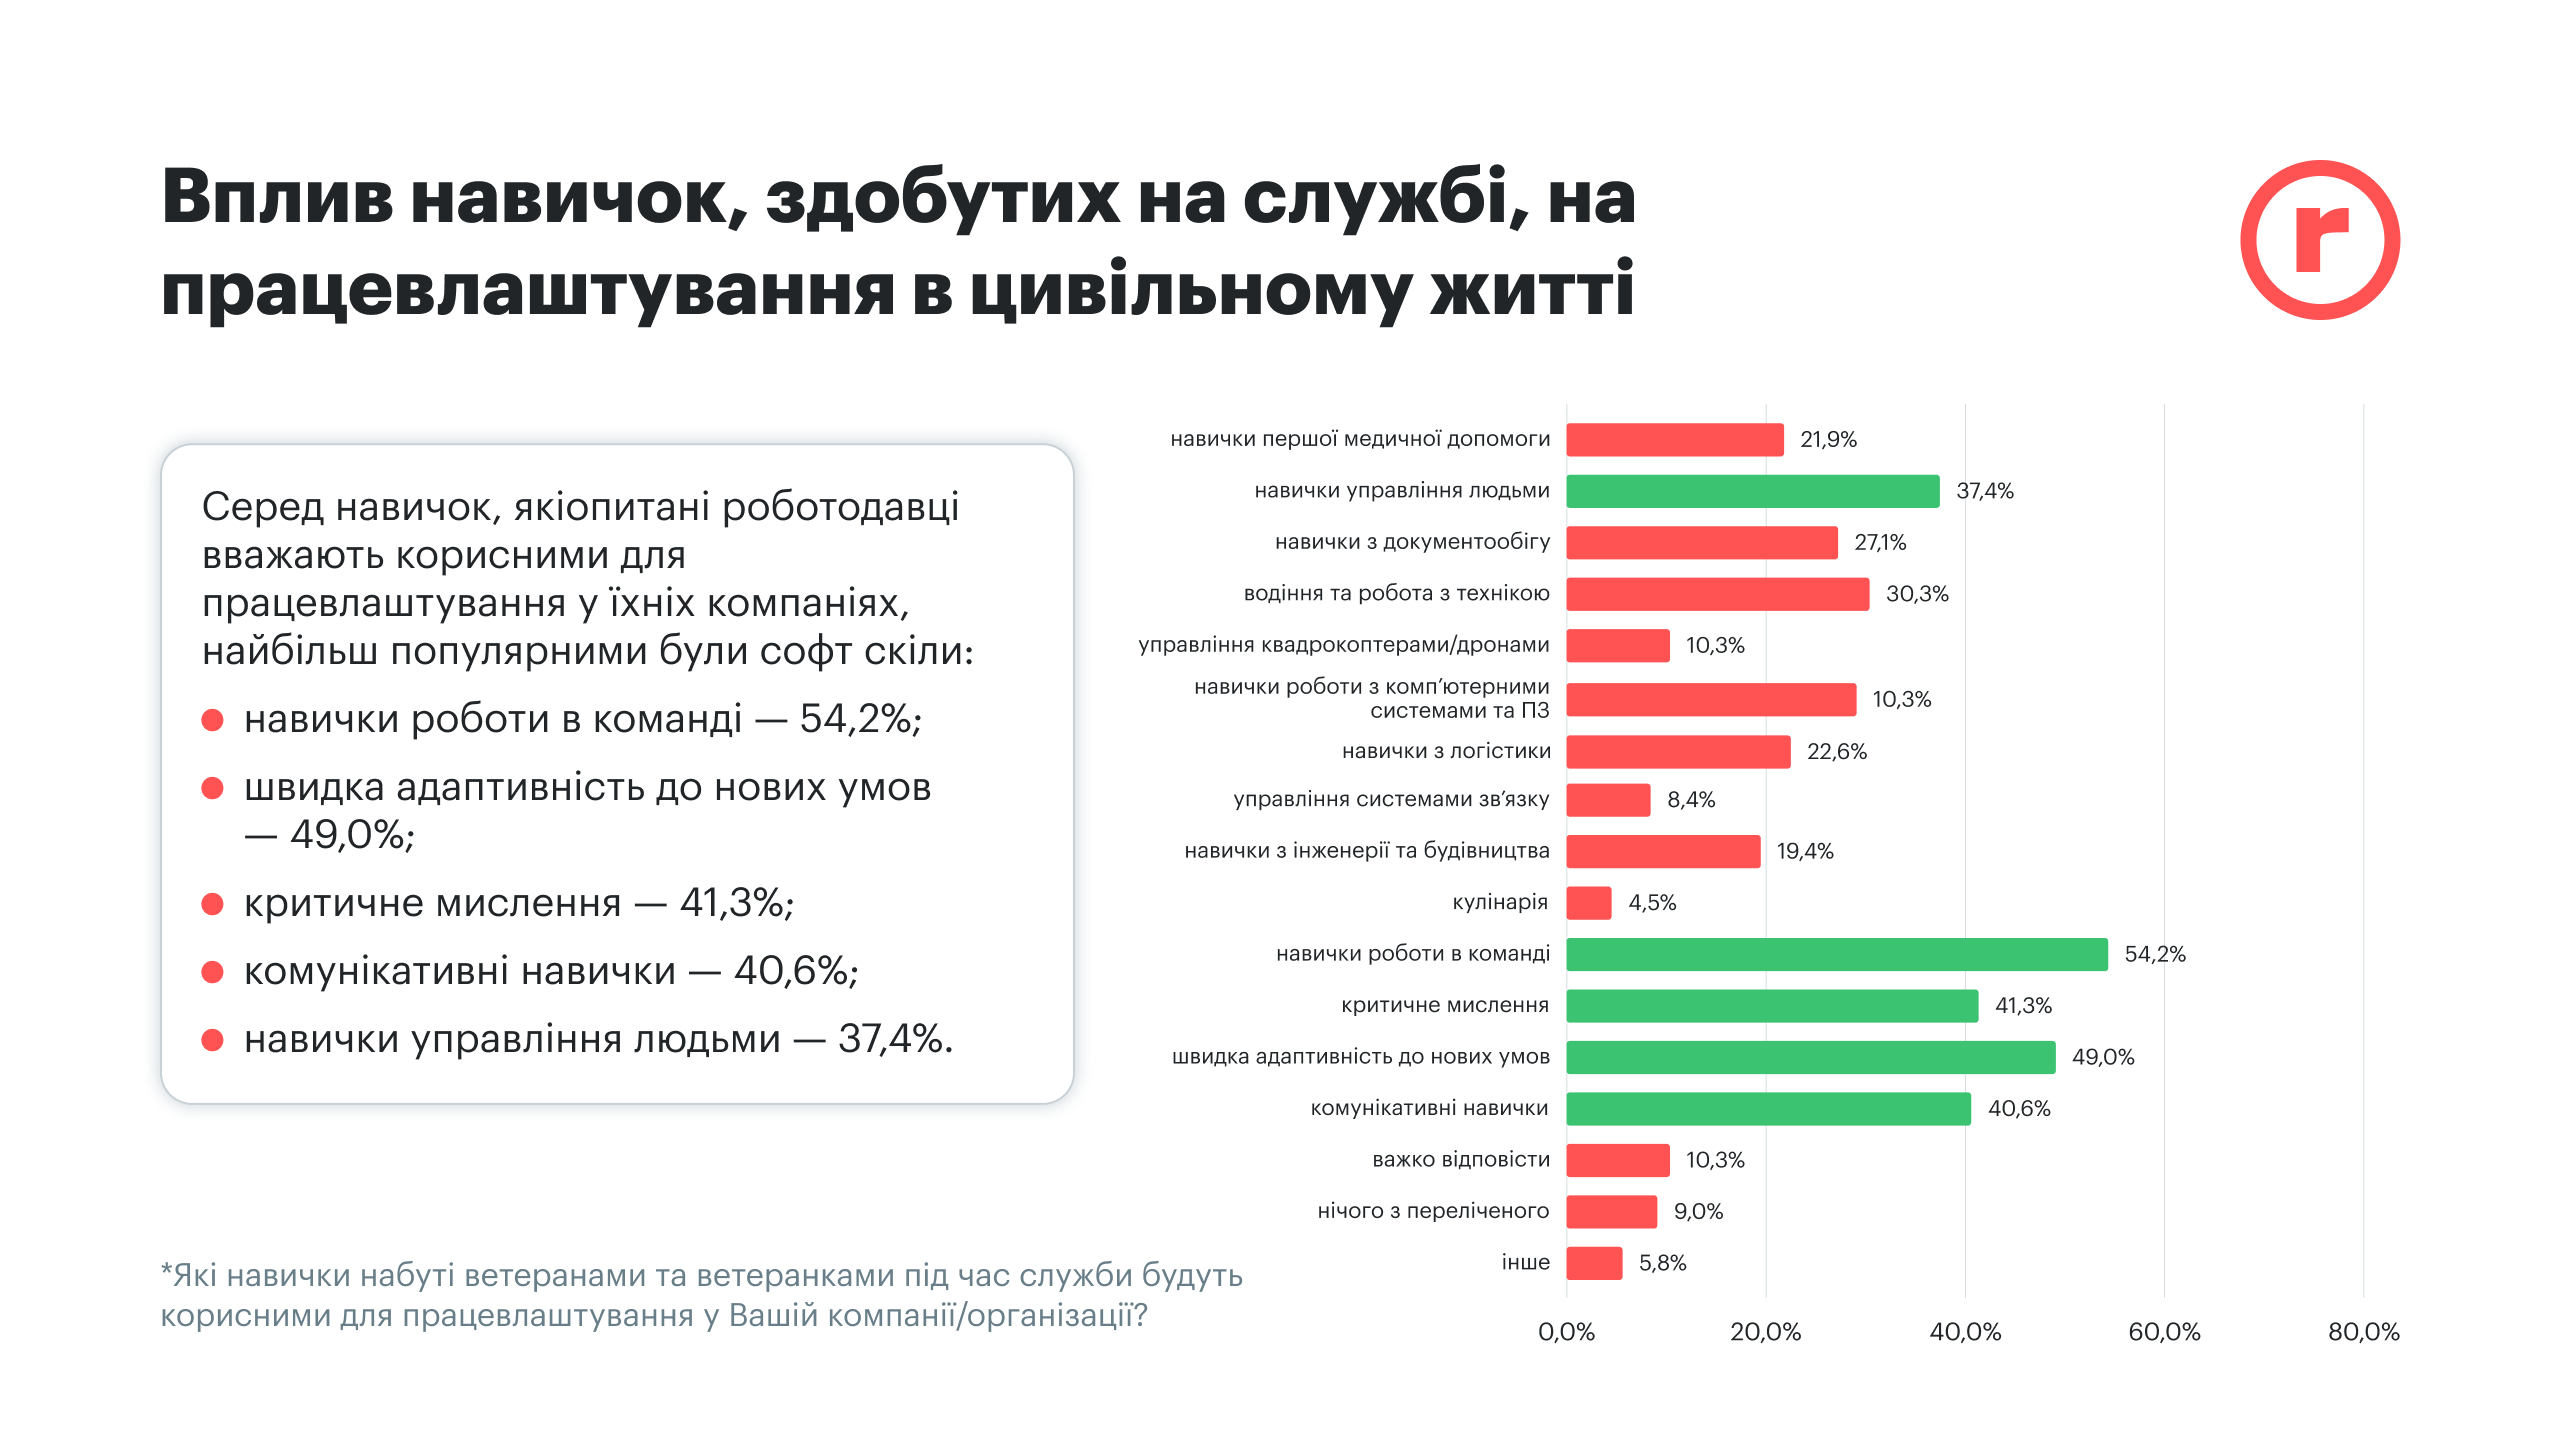 Вплив навичок, здобутих на службі, на
працевлаштування в цивільному житті
r
Серед навичок, якіопитані роботодавці
вважають корисними для
працевлаштування у їхніх компаніях,
найбільш популярними були софт скіли:
навички роботи в команді — 54,2%;
швидка адаптивність до нових умов
— 49,0%;
критичне мислення — 41,3%;
комунікативні навички — 40,6%;
навички управління людьми — 37,4%.
*Які навички набуті ветеранами та ветеранками під час служби будуть
корисними для працевлаштування у Вашій компанії/організації?
навички першої медичної допомоги 21,9%
навички управління людьми 37,4%
навички з документообігу 27,1%
водіння та робота з технікою 30,3%
управління квадрокоптерами/дронами 10,3%
навички роботи з комп’ютерними
системами та ПЗ 10,3%
навички з логістики 22,6%
управління системами зв’язку 8,4%
навички з інженерії та будівництва 19,4%
кулінарія 4,5%
навички роботи в команді 54,2%
критичне мислення 41,3%
швидка адаптивність до нових умов 49,0%
комунікативні навички 40,6%
важко відповісти 10,3%
нічого з переліченого 9,0%
інше 5,8%
0,0% 20,0% 40,0% 60,0% 80,0%